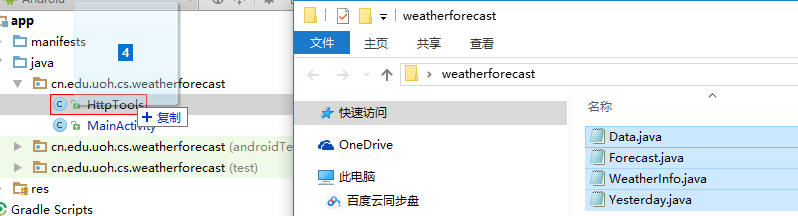 Android
app
manifests
java
cn.edu.uoh.cs.weatherforecast
HttpTools
MainActivity
cn.edu.uoh.cs.weatherforecast (androidTe
cn.edu.uoh.cs.weatherforecast (test)
res
Gradle Scripts
4
复制
weatherforecast
文件
主页
共享
查看
weatherforecast
快速访问
OneDrive
此电脑
百度云同步盘
名称
Data.java
Forecast.java
WeatherInfo.java
Yesterday.java